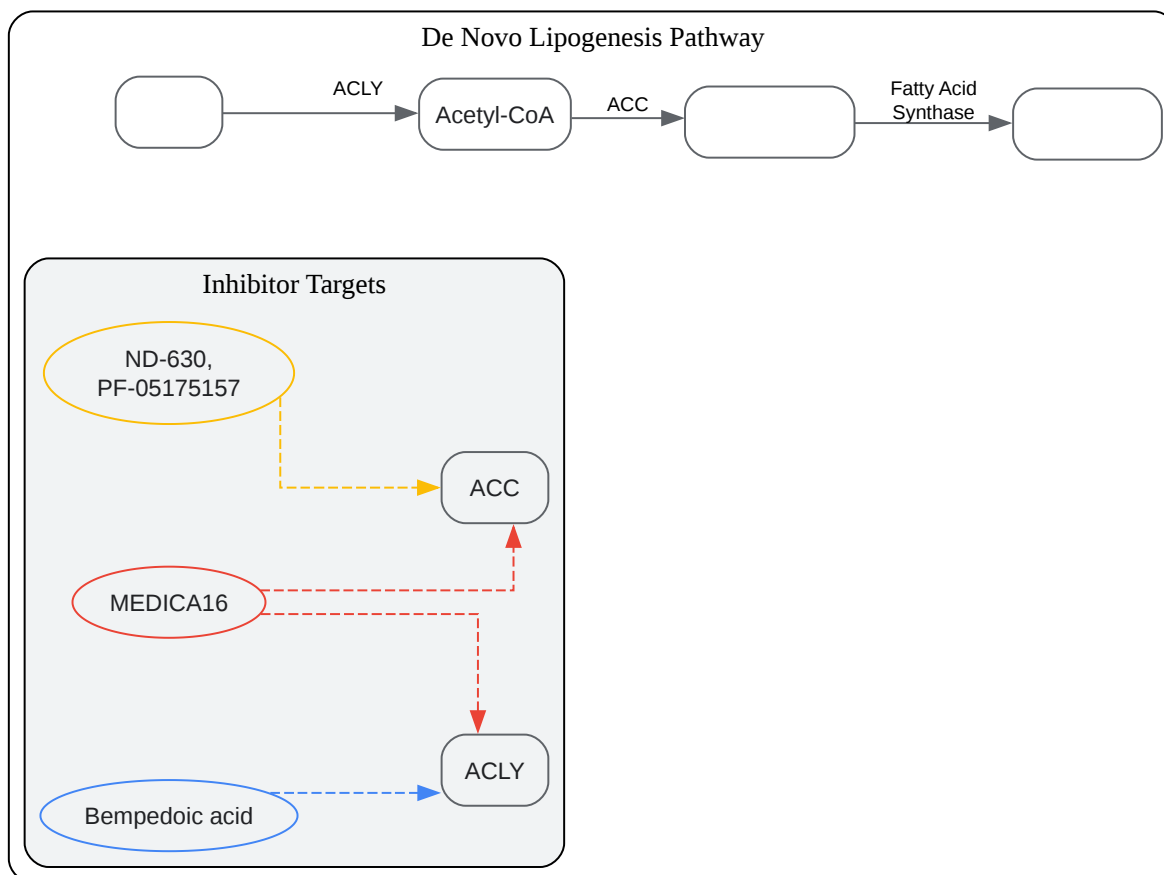 De Novo Lipogenesis Pathway
ACLY
Acetyl-CoA
ACC
Fatty Acid
Synthase
Inhibitor Targets
ND-630,
PF-05175157
ACC
MEDICA16
ACLY
Bempedoic acid